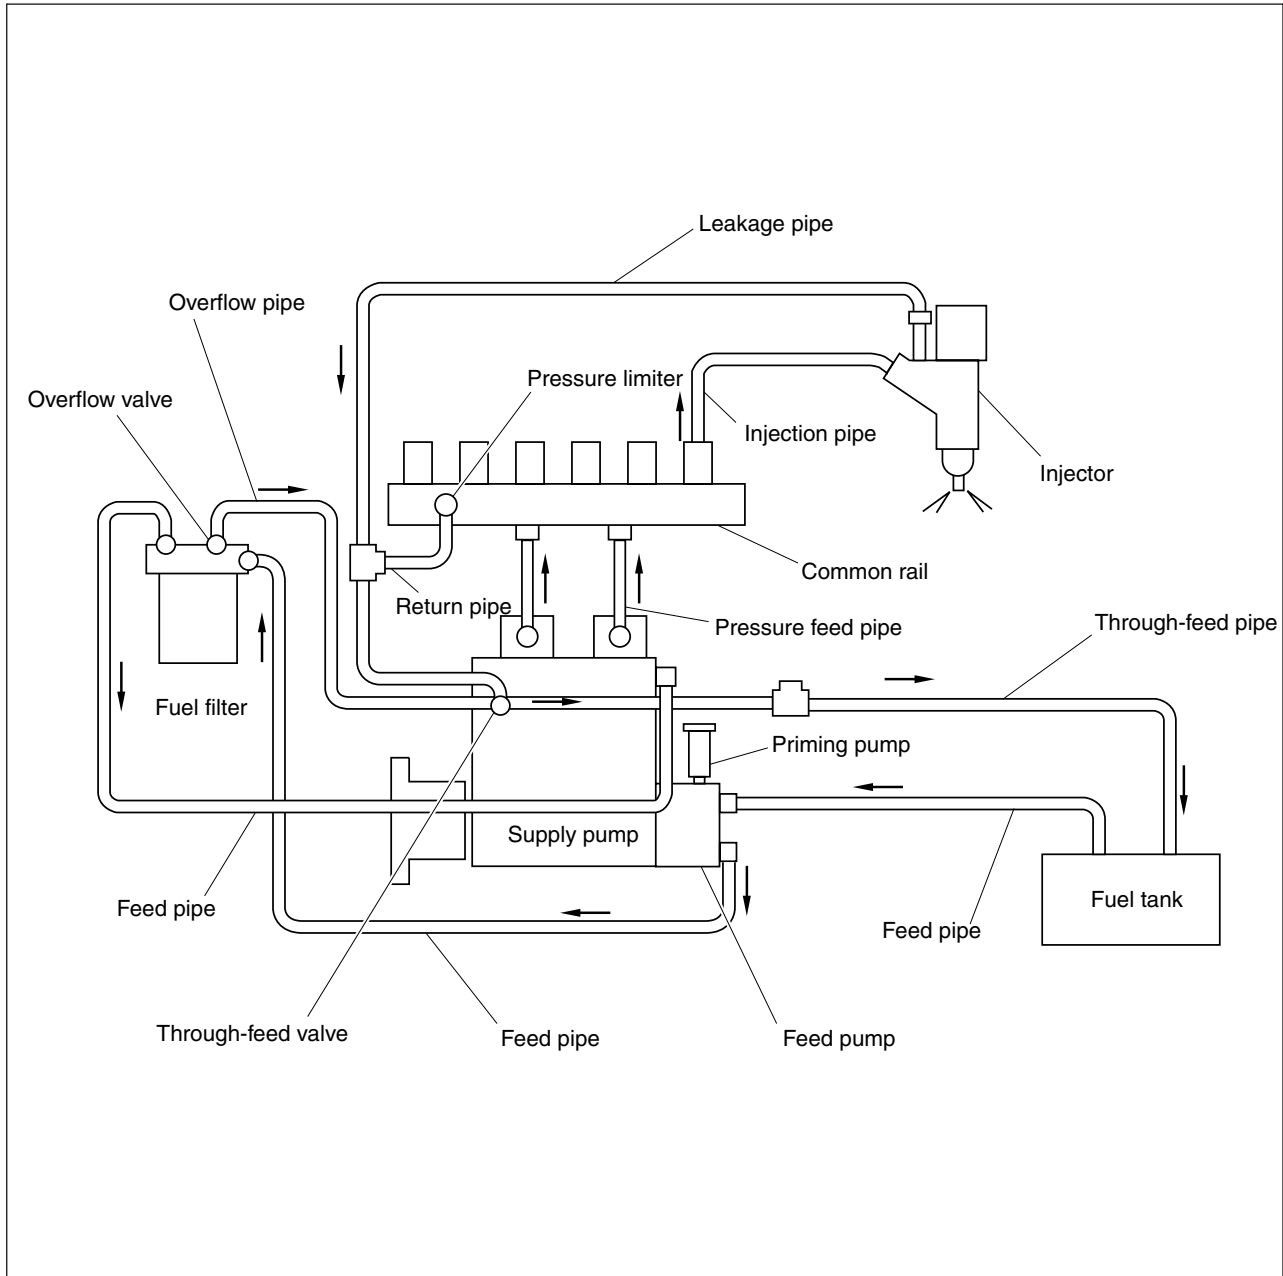 Leakage pipe
Overflow pipe
Pressure limiter
Overflow valve
Injection pipe
Injector
Common rail
Return pipe
Pressure feed pipe
Through-feed pipe
Fuel filter
Priming pump
Supply pump
Fuel tank
Feed pipe
Feed pipe
Through-feed valve
Feed pipe
Feed pump